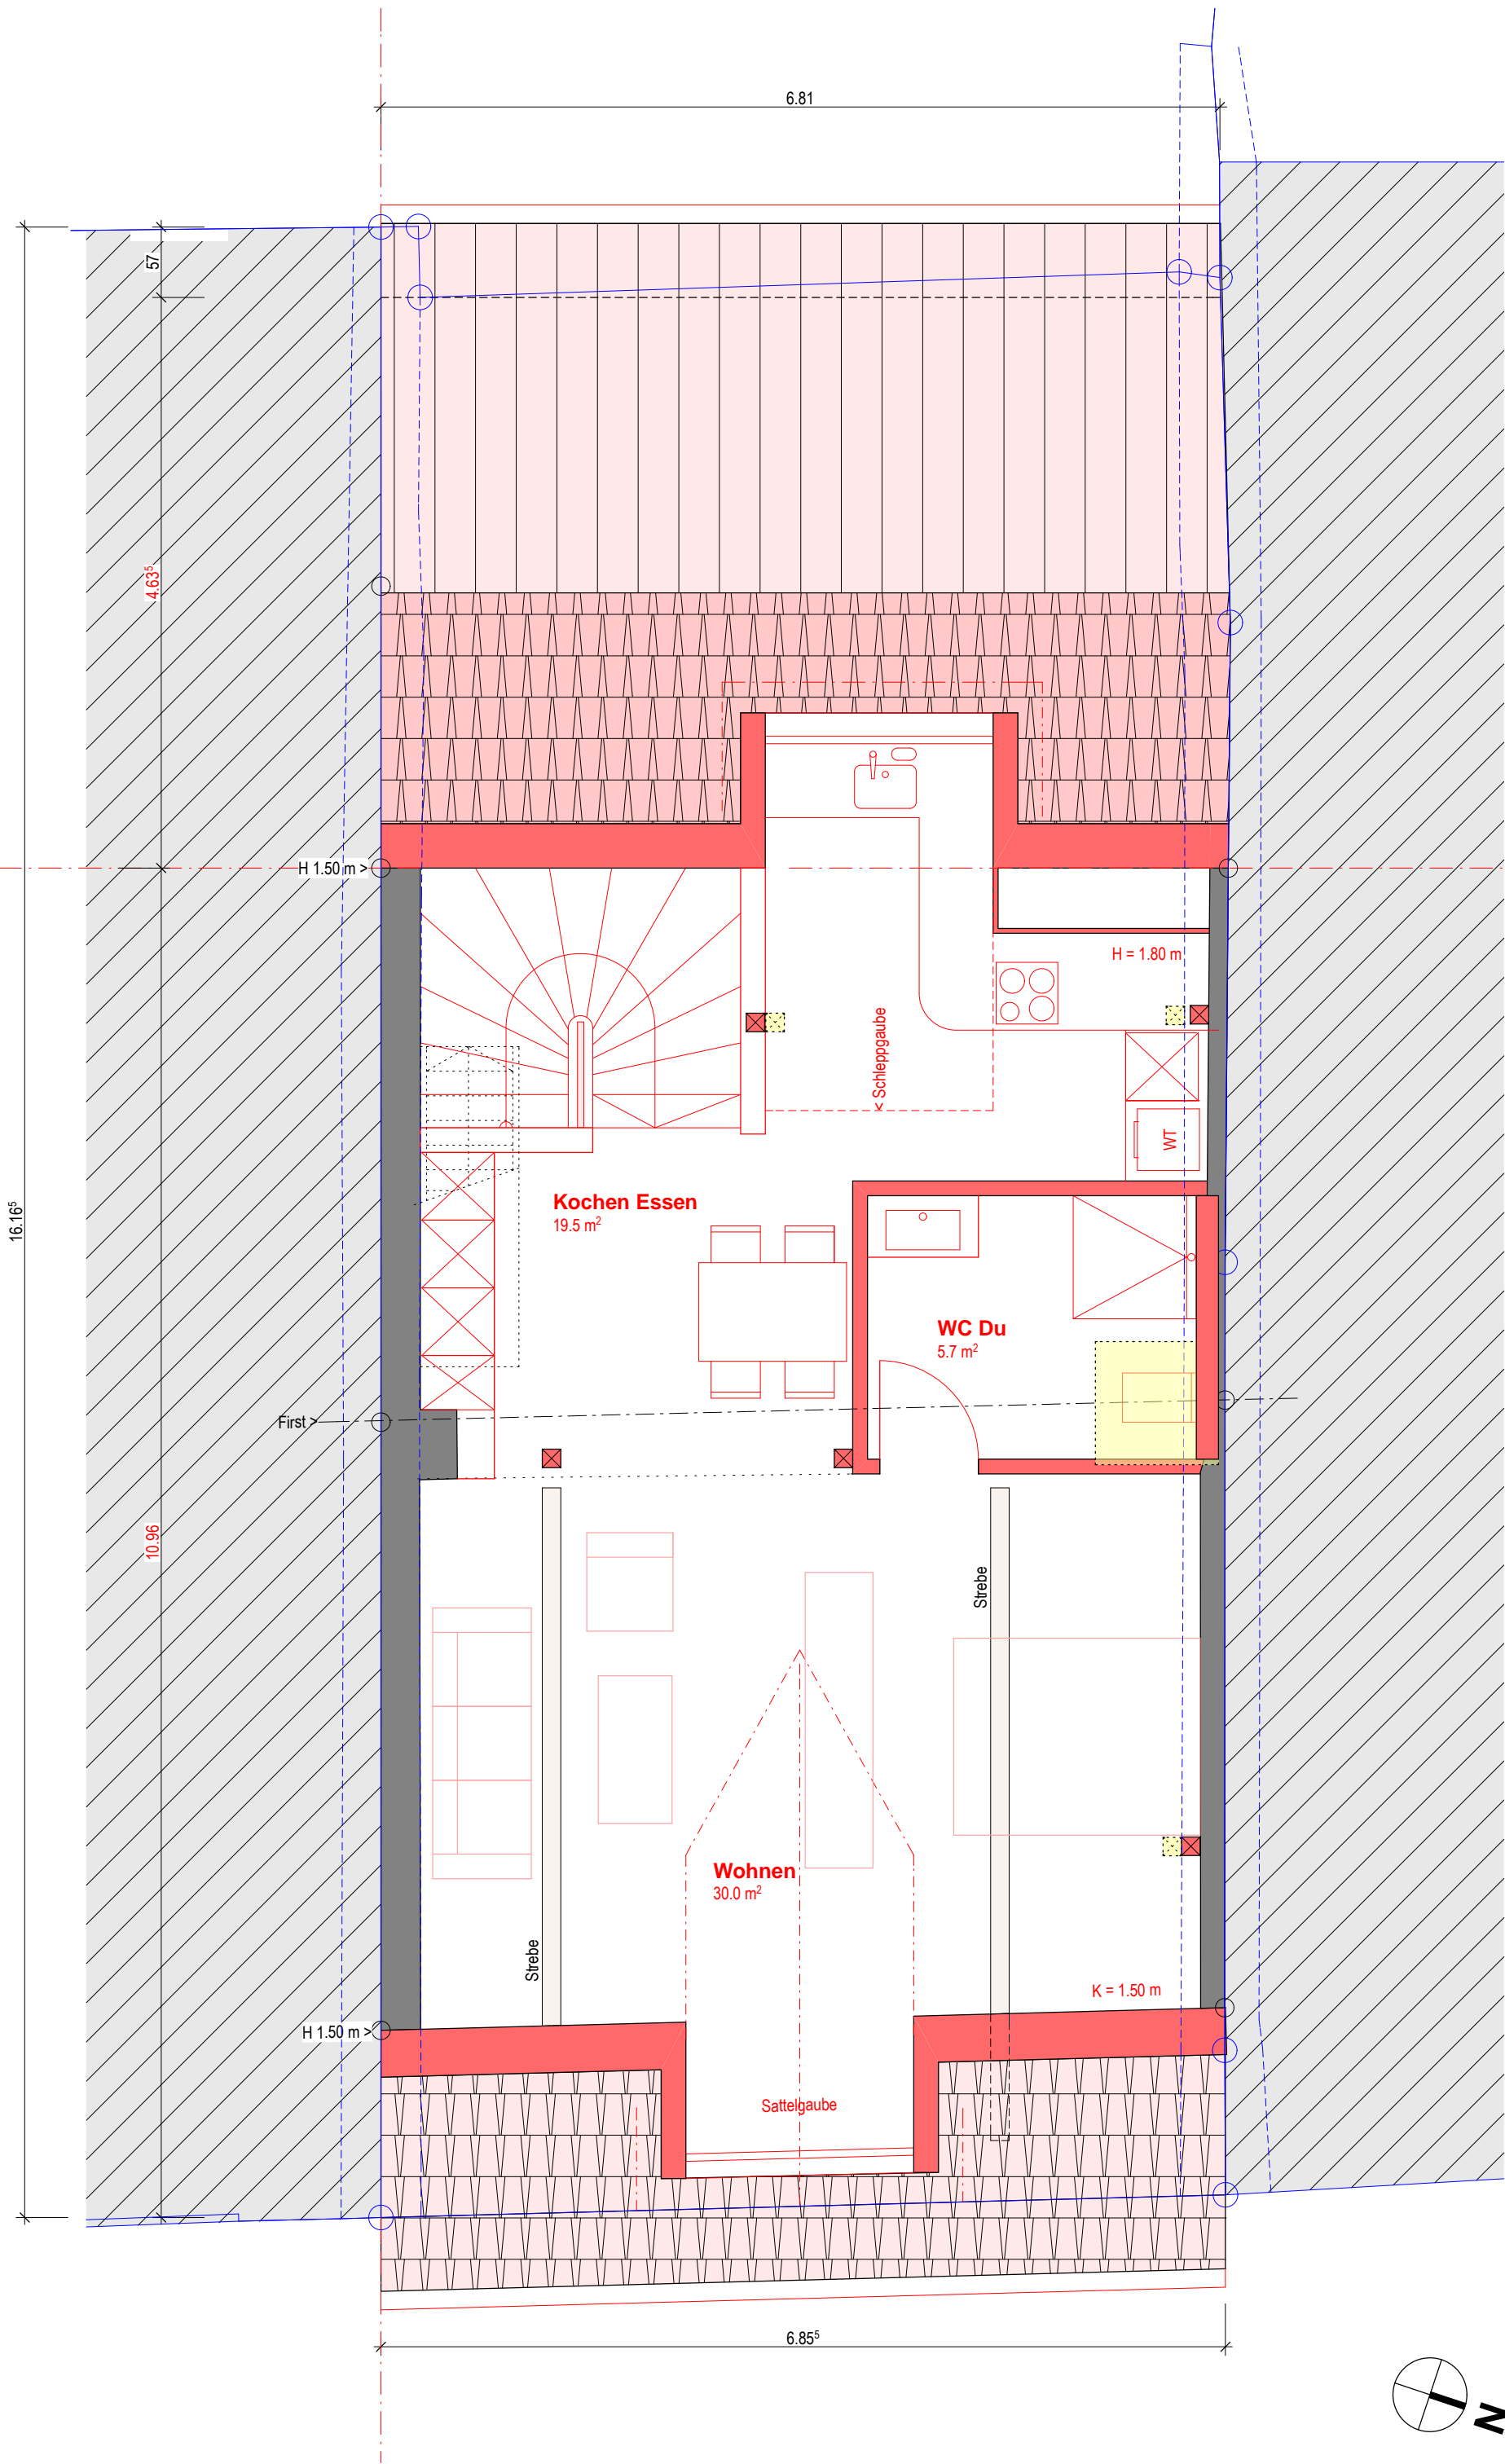 6.81
57
4.63⁵
H 1.50 m >
H = 1.80 m
< Schleppgaube
WT
16.16⁵
Kochen Essen
19.5 m²
WC Du
5.7 m²
First >
10.96
Strebe
Strebe
Wohnen
30.0 m²
K = 1.50 m
H 1.50 m >
Sattelgaube
6.85⁵
N